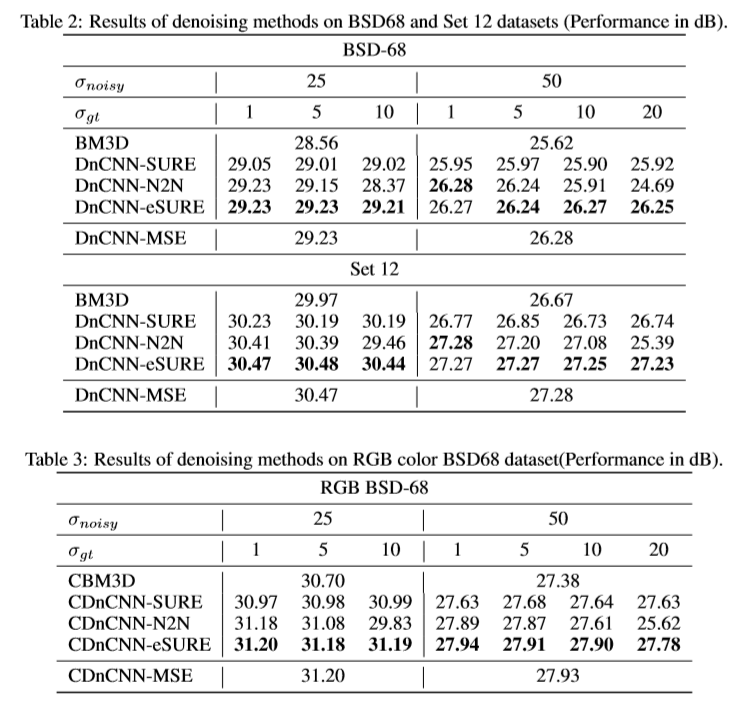 Table 2: Results of denoising methods on BSD68 and Set 12 datasets (Performance in dB).
BSD-68
σnoisy | 25 | 50
σgt | 1 5 10 | 1 5 10 20
BM3D 28.56 25.62
DnCNN-SURE 29.05 29.01 29.02 25.95 25.97 25.90 25.92
DnCNN-N2N 29.23 29.15 28.37 26.28 26.24 25.91 24.69
DnCNN-eSURE 29.23 29.23 29.21 26.27 26.24 26.27 26.25
DnCNN-MSE | 29.23 | 26.28
Set 12
BM3D 29.97 26.67
DnCNN-SURE 30.23 30.19 30.19 26.77 26.85 26.73 26.74
DnCNN-N2N 30.41 30.39 29.46 27.28 27.20 27.08 25.39
DnCNN-eSURE 30.47 30.48 30.44 27.27 27.27 27.25 27.23
DnCNN-MSE | 30.47 | 27.28
Table 3: Results of denoising methods on RGB color BSD68 dataset(Performance in dB).
RGB BSD-68
σnoisy | 25 | 50
σgt | 1 5 10 | 1 5 10 20
CBM3D 30.70 27.38
CDnCNN-SURE 30.97 30.98 30.99 27.63 27.68 27.64 27.63
CDnCNN-N2N 31.18 31.08 29.83 27.89 27.87 27.61 25.62
CDnCNN-eSURE 31.20 31.18 31.19 27.94 27.91 27.90 27.78
CDnCNN-MSE | 31.20 | 27.93